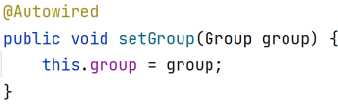 @Autowired
public void setGroup(Group group) {
    this.group = group;
}